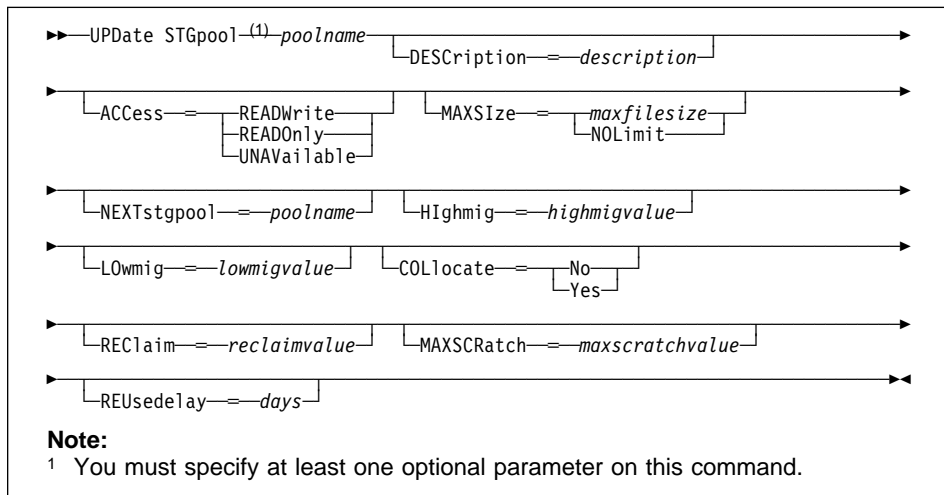 UPDate STGpool (1) poolname
DESCription = description
ACCess = READWrite MAXSIze = maxfilesize
READOnly NOLimit
UNAVailable
NEXTstgpool = poolname HIghmig = highmigvalue
LOwmig = lowmigvalue COLlocate = No
Yes
REClaim = reclaimvalue MAXSCRatch = maxscratchvalue
REUsedelay = days
Note:
1 You must specify at least one optional parameter on this command.